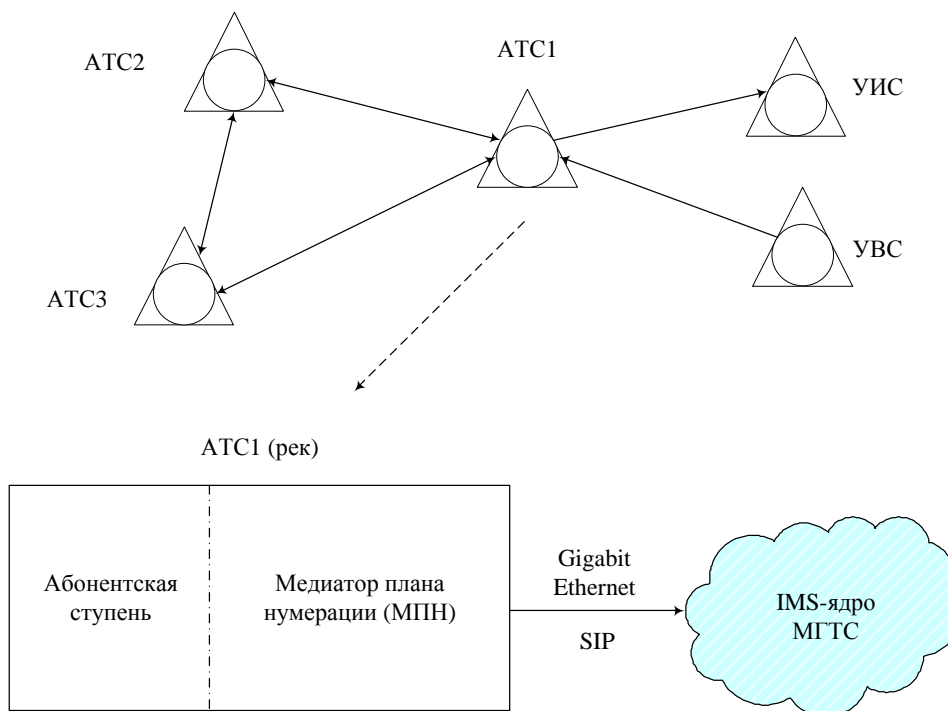 АТС2
АТС1
УИС
УВС
АТС3
АТС1 (рек)
Абонентская
ступень
Медиатор плана
нумерации (МПН)
Gigabit
Ethernet
SIP
IMS-ядро
МГТС